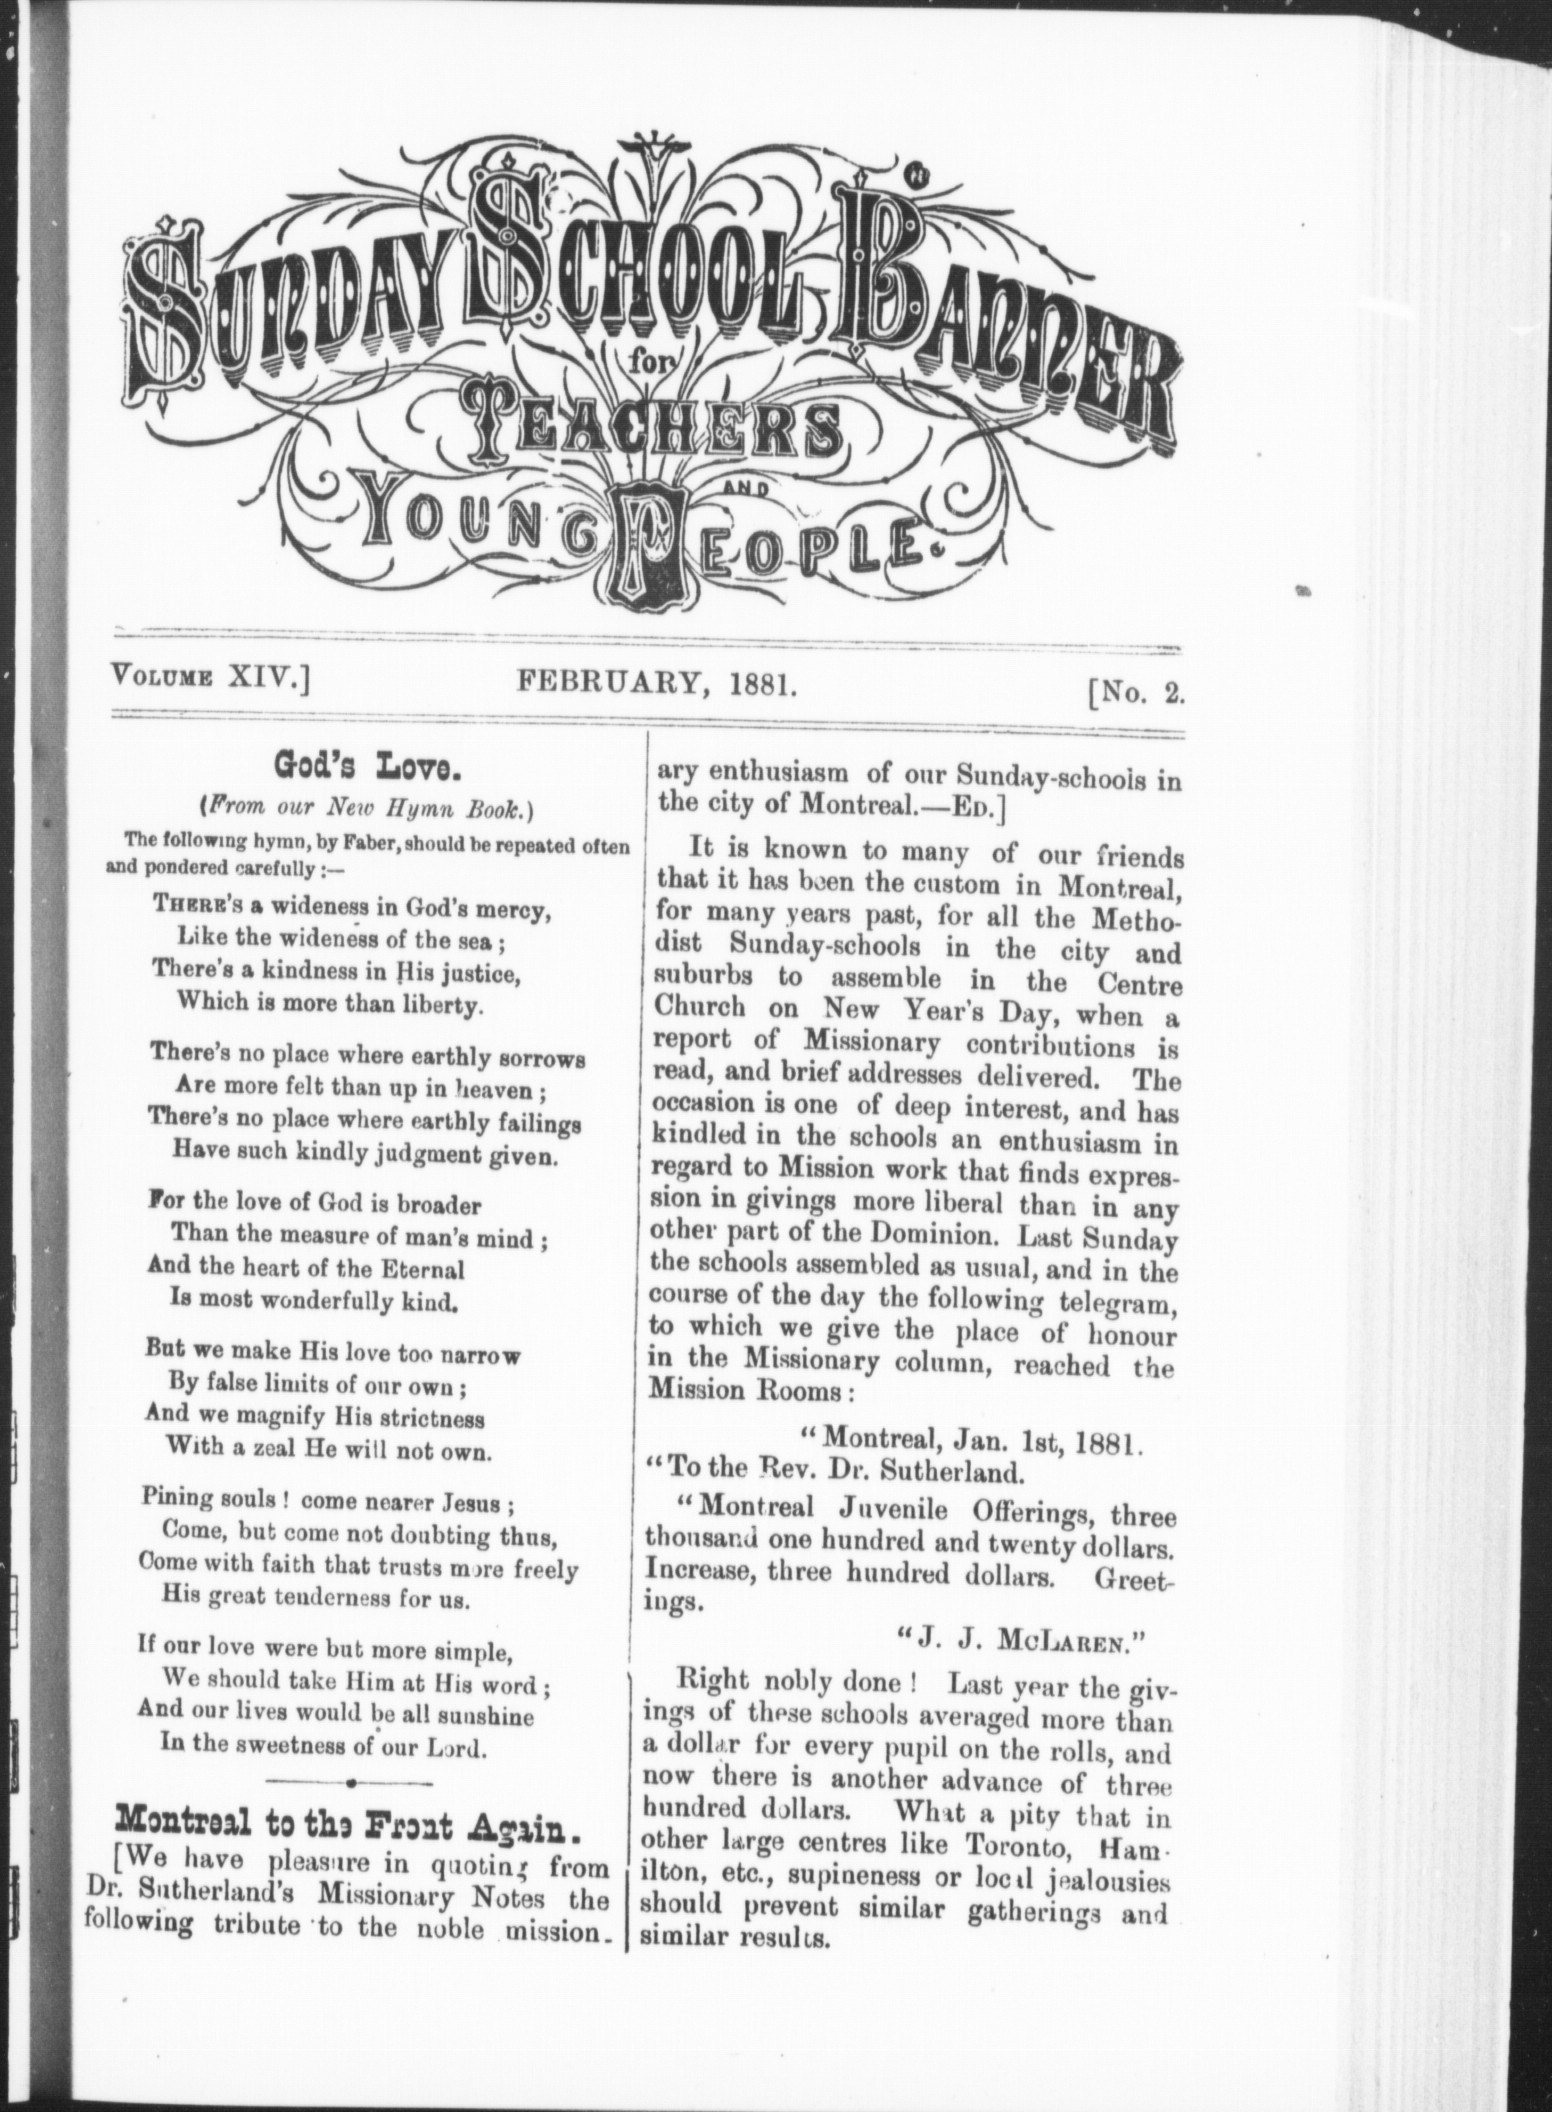 SUNDAY SCHOOL BANNER
for
TEACHERS
AND
YOUNG PEOPLE.
VOLUME XIV.] FEBRUARY, 1881. [No. 2.
God's Love.
(From our New Hymn Book.)
The following hymn, by Faber, should be repeated often
and pondered carefully :—
THERE'S a wideness in God's mercy,
Like the wideness of the sea ;
There's a kindness in His justice,
Which is more than liberty.
There's no place where earthly sorrows
Are more felt than up in heaven ;
There's no place where earthly failings
Have such kindly judgment given.
For the love of God is broader
Than the measure of man's mind ;
And the heart of the Eternal
Is most wonderfully kind.
But we make His love too narrow
By false limits of our own ;
And we magnify His strictness
With a zeal He will not own.
Pining souls ! come nearer Jesus ;
Come, but come not doubting thus,
Come with faith that trusts more freely
His great tenderness for us.
If our love were but more simple,
We should take Him at His word ;
And our lives would be all sunshine
In the sweetness of our Lord.
Montreal to the Front Again.
[We have pleasure in quoting from
Dr. Sutherland's Missionary Notes the
following tribute to the noble mission-
ary enthusiasm of our Sunday-schools in
the city of Montreal.—ED.]
It is known to many of our friends
that it has been the custom in Montreal,
for many years past, for all the Metho-
dist Sunday-schools in the city and
suburbs to assemble in the Centre
Church on New Year's Day, when a
report of Missionary contributions is
read, and brief addresses delivered. The
occasion is one of deep interest, and has
kindled in the schools an enthusiasm in
regard to Mission work that finds expres-
sion in givings more liberal than in any
other part of the Dominion. Last Sunday
the schools assembled as usual, and in the
course of the day the following telegram,
to which we give the place of honour
in the Missionary column, reached the
Mission Rooms :
"Montreal, Jan. 1st, 1881.
"To the Rev. Dr. Sutherland.
"Montreal Juvenile Offerings, three
thousand one hundred and twenty dollars.
Increase, three hundred dollars. Greet-
ings.
"J. J. MCLAREN."
Right nobly done ! Last year the giv-
ings of these schools averaged more than
a dollar for every pupil on the rolls, and
now there is another advance of three
hundred dollars. What a pity that in
other large centres like Toronto, Ham-
ilton, etc., supineness or local jealousies
should prevent similar gatherings and
similar results.